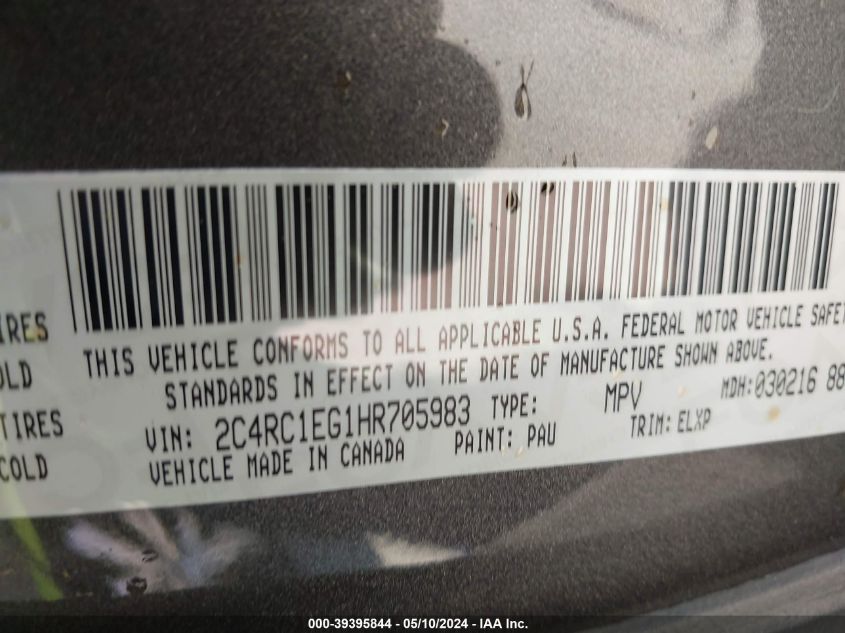 IRES
OLD
TIRES
COLD
THIS VEHICLE CONFORMS TO ALL APPLICABLE U.S.A. FEDERAL MOTOR VEHICLE SAFET
STANDARDS IN EFFECT ON THE DATE OF MANUFACTURE SHOWN ABOVE.
VIN: 2C4RC1EG1HR705983 TYPE: MPV MDH:030216 88
VEHICLE MADE IN CANADA PAINT: PAU TRIM: ELXP
000-39395844 - 05/10/2024 - IAA Inc.